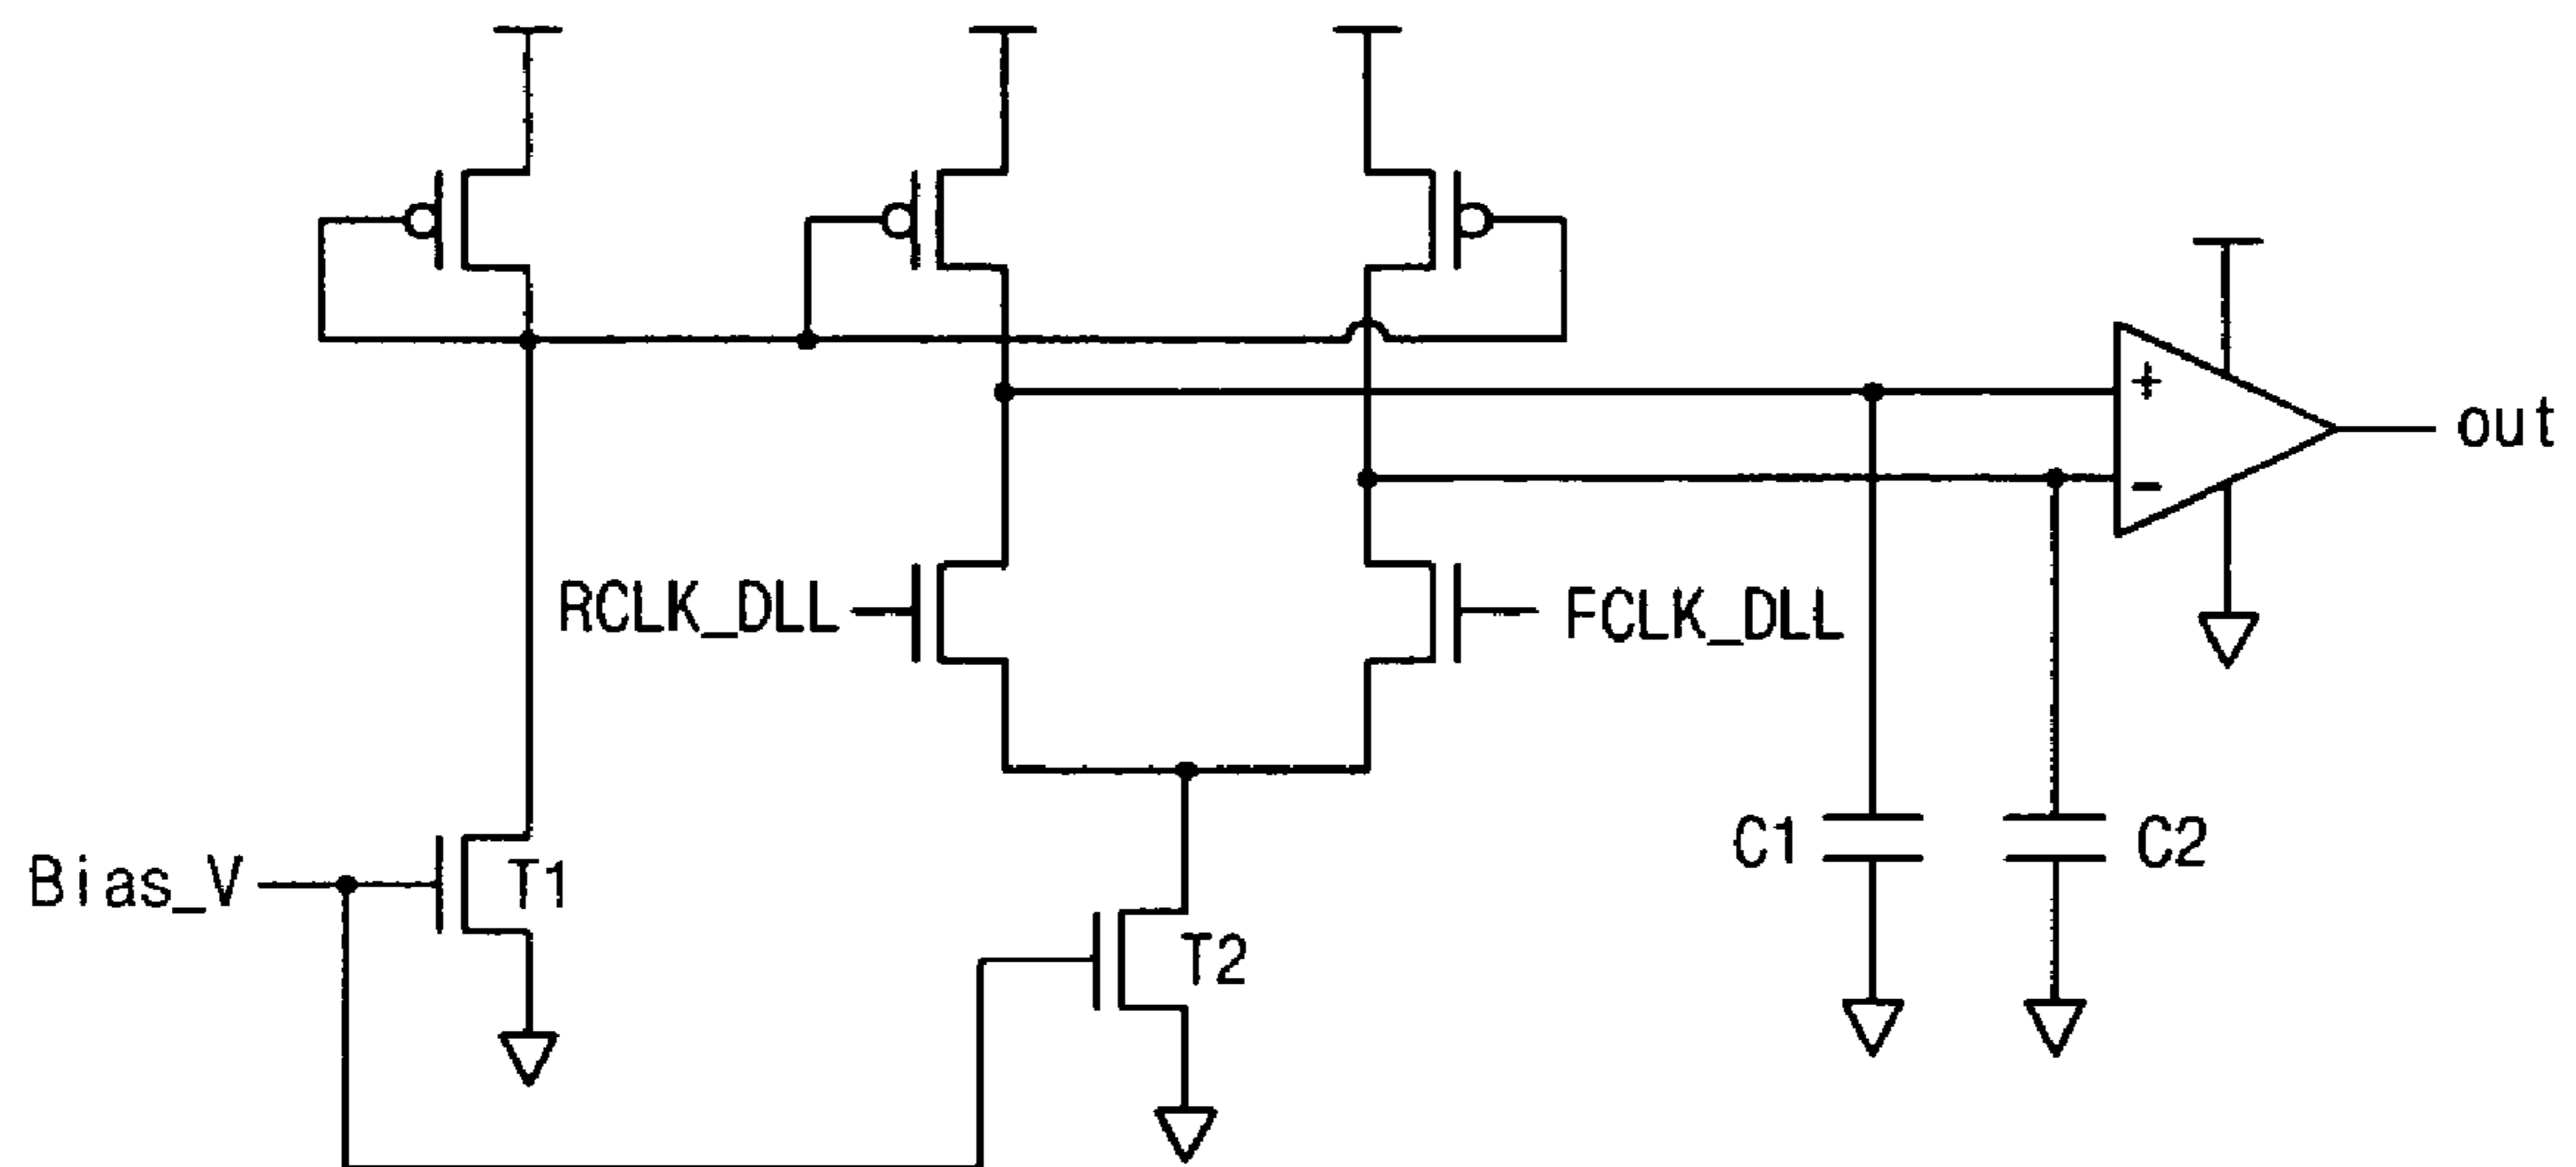 +
out
-
RCLK_DLL
FCLK_DLL
Bias_V
T1
C1
C2
T2